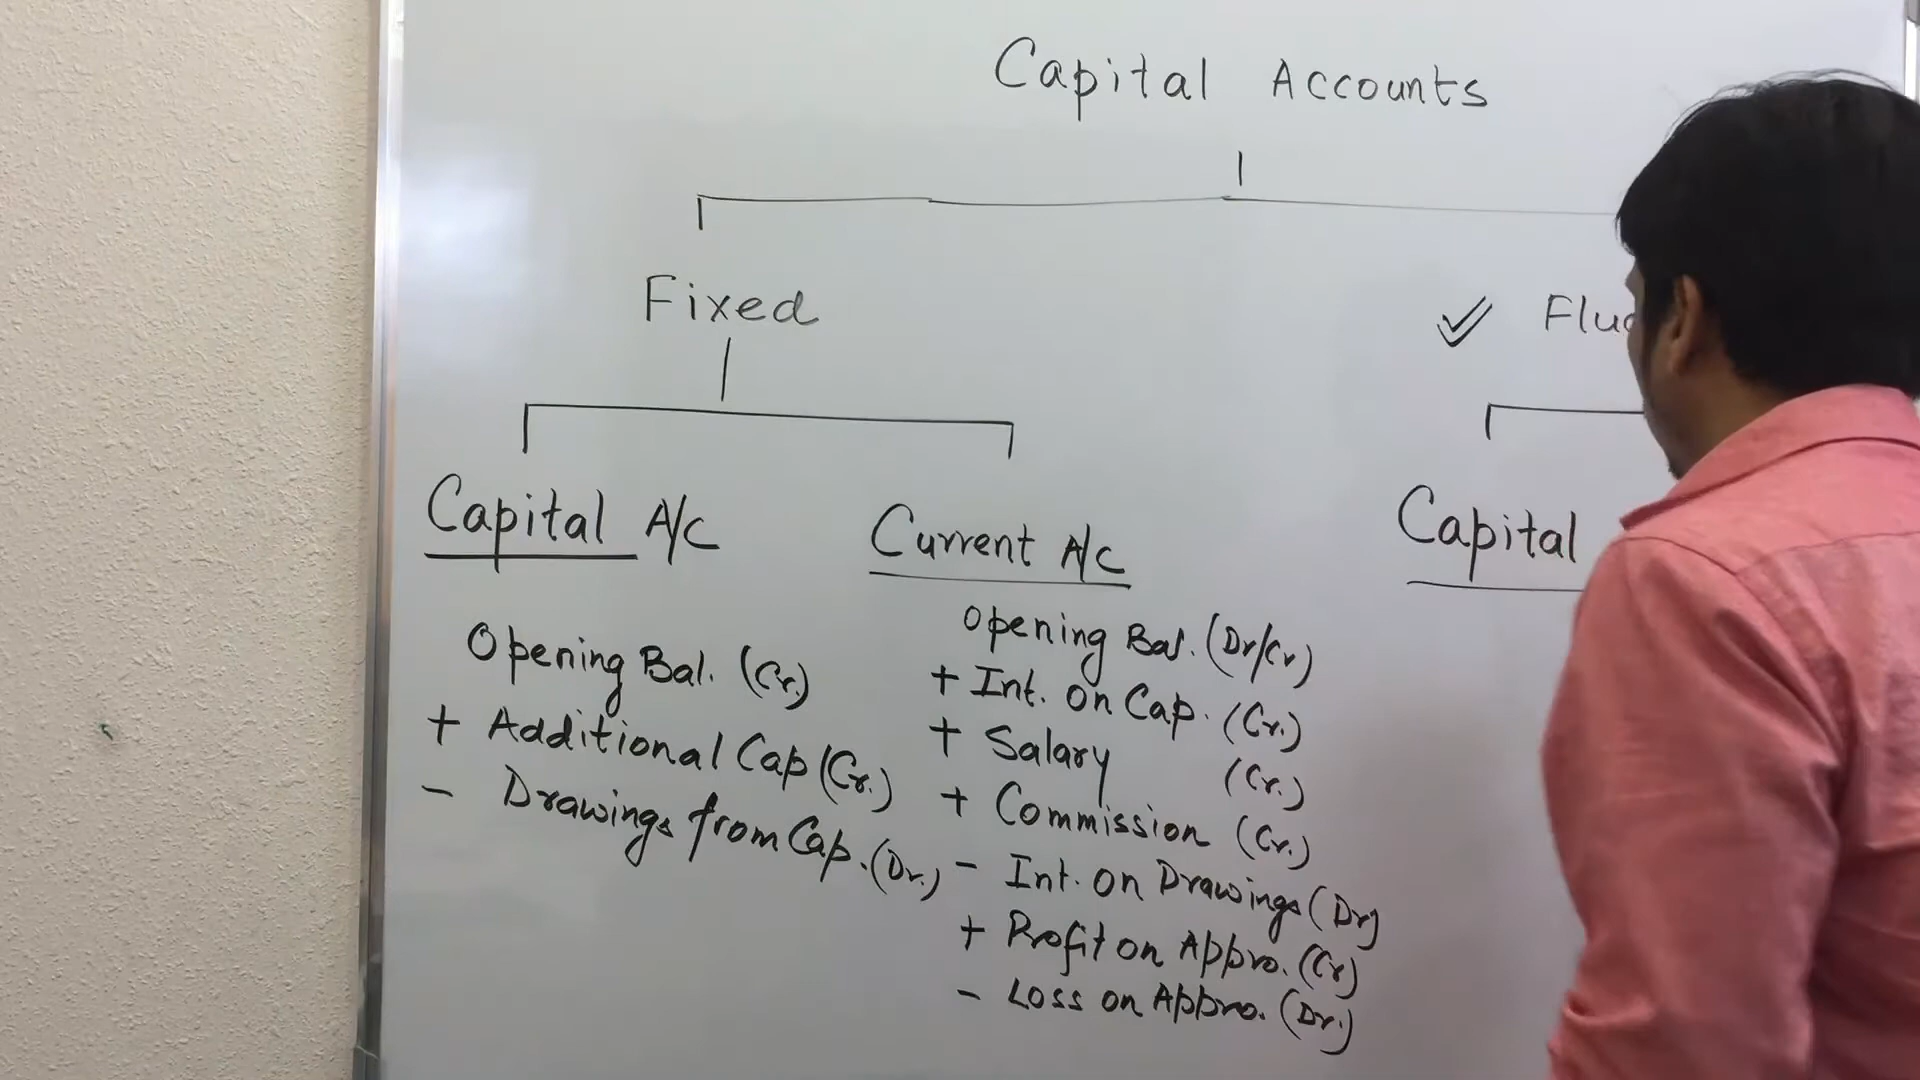 Capital Accounts
Fixed
Capital A/C
Opening Bal. (Cr.)
+ Additional Cap (Cr.)
- Drawings from Cap. (Dr.)
Current A/C
Opening Bal. (Dr/Cr)
+ Int. on Cap. (Cr.)
+ Salary (Cr.)
+ Commission (Cr.)
- Int. on Drawings (Dr)
+ Profit on Appro. (Cr)
- Loss on Appro. (Dr.)
Capital